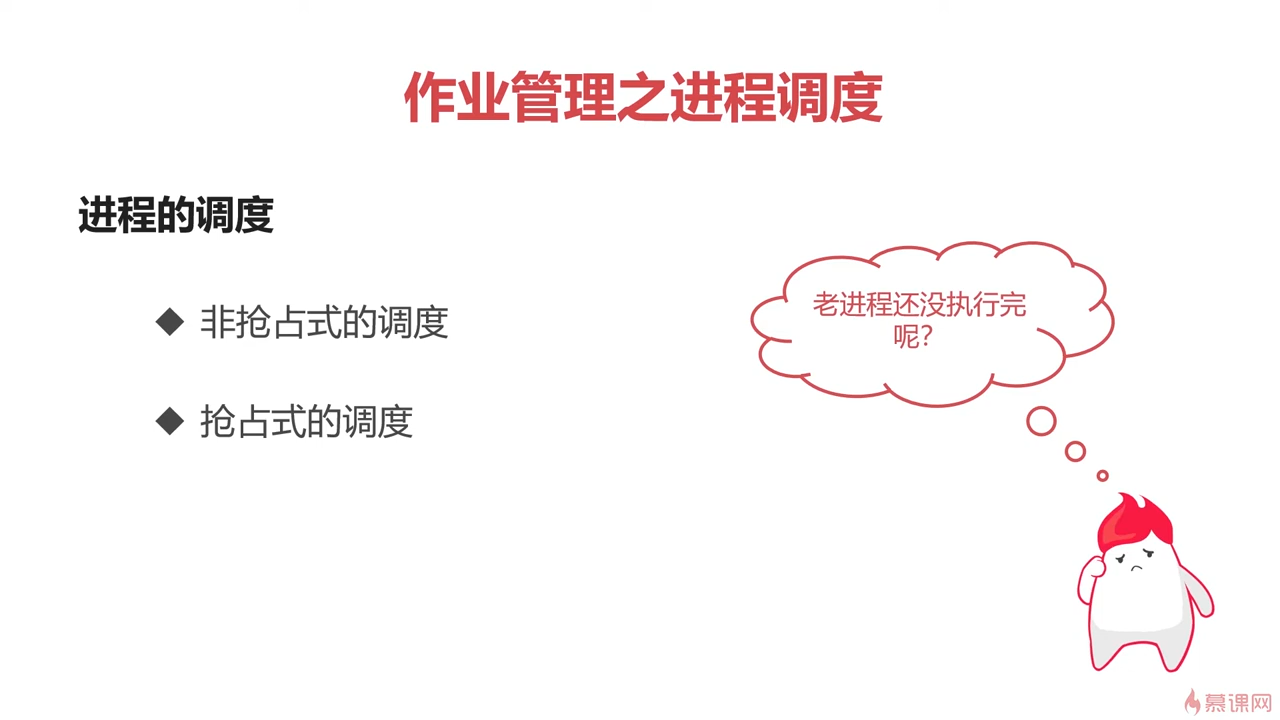 作业管理之进程调度
进程的调度
◆ 非抢占式的调度
◆ 抢占式的调度
老进程还没执行完
呢?
慕课网